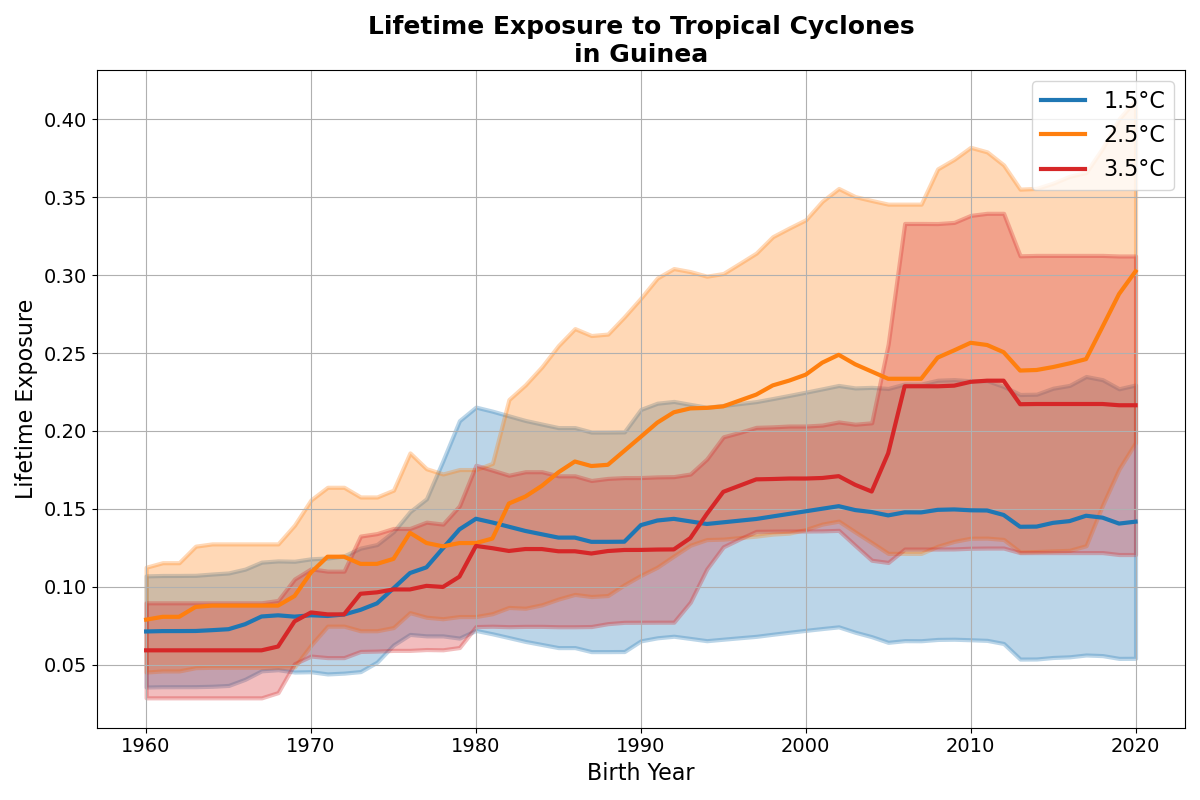 Lifetime Exposure to Tropical Cyclones
in Guinea
1.5°C
2.5°C
3.5°C
0.40
0.35
0.30
0.25
0.20
0.15
0.10
0.05
Lifetime Exposure
1960
1970
1980
1990
2000
2010
2020
Birth Year